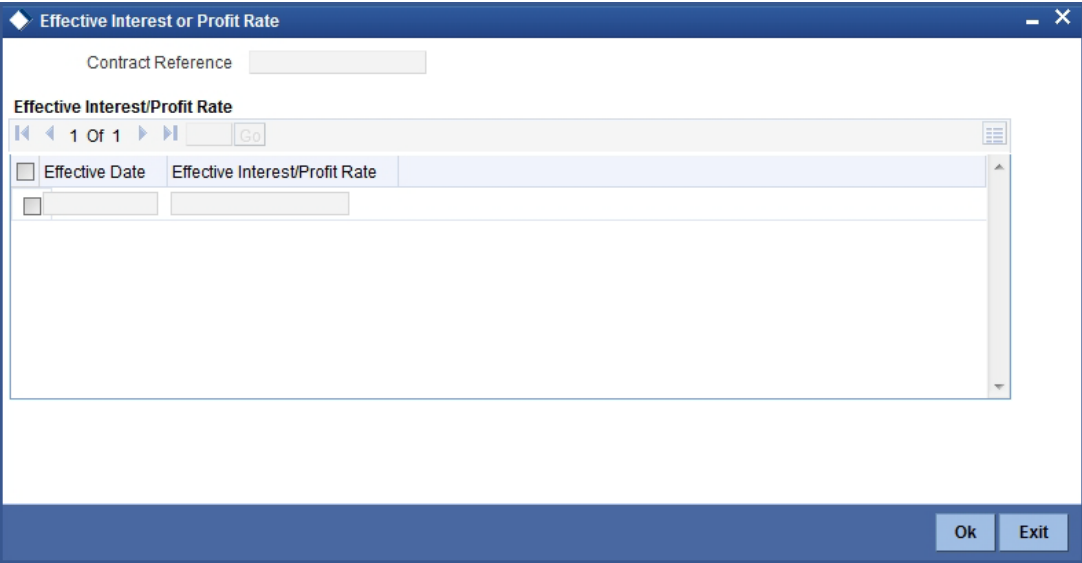 Effective Interest or Profit Rate
Contract Reference
Effective Interest/Profit Rate
1 Of 1 Go
Effective Date Effective Interest/Profit Rate
Ok Exit